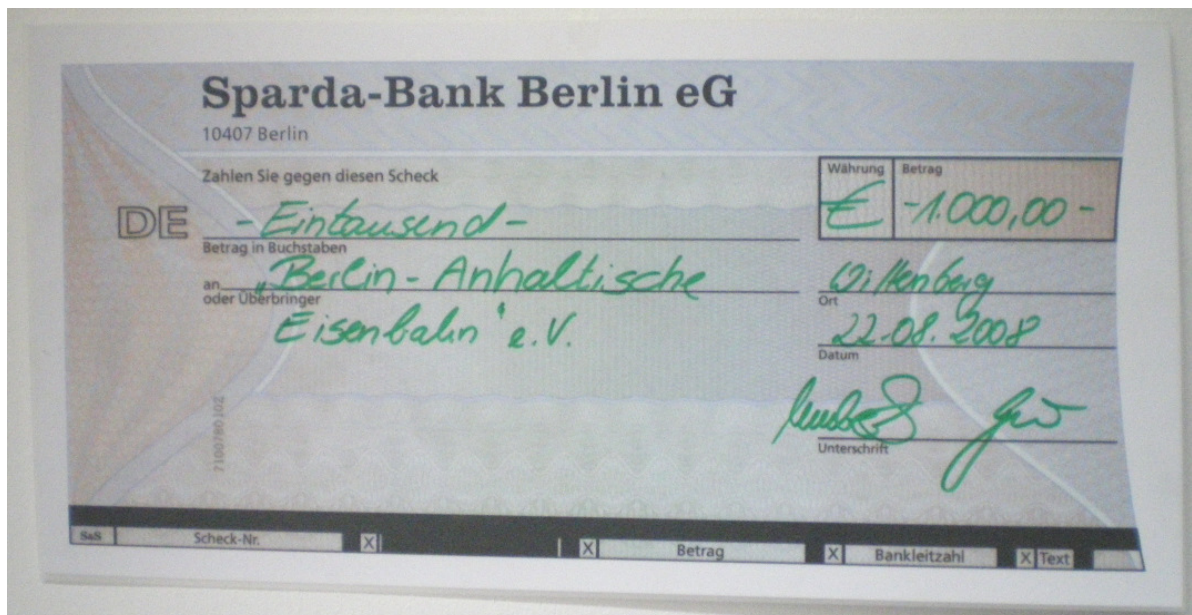 Sparda-Bank Berlin eG
10407 Berlin
Zahlen Sie gegen diesen Scheck
Währung Betrag
€ -1.000,00-
DE - Eintausend -
Betrag in Buchstaben
an „Berlin-Anhaltische
oder Überbringer
Eisenbahn" e.V.
Wittenberg
Ort
22.08.2008
Datum
Unterschrift
SaS Scheck-Nr. X X Betrag X Bankleitzahl X Text